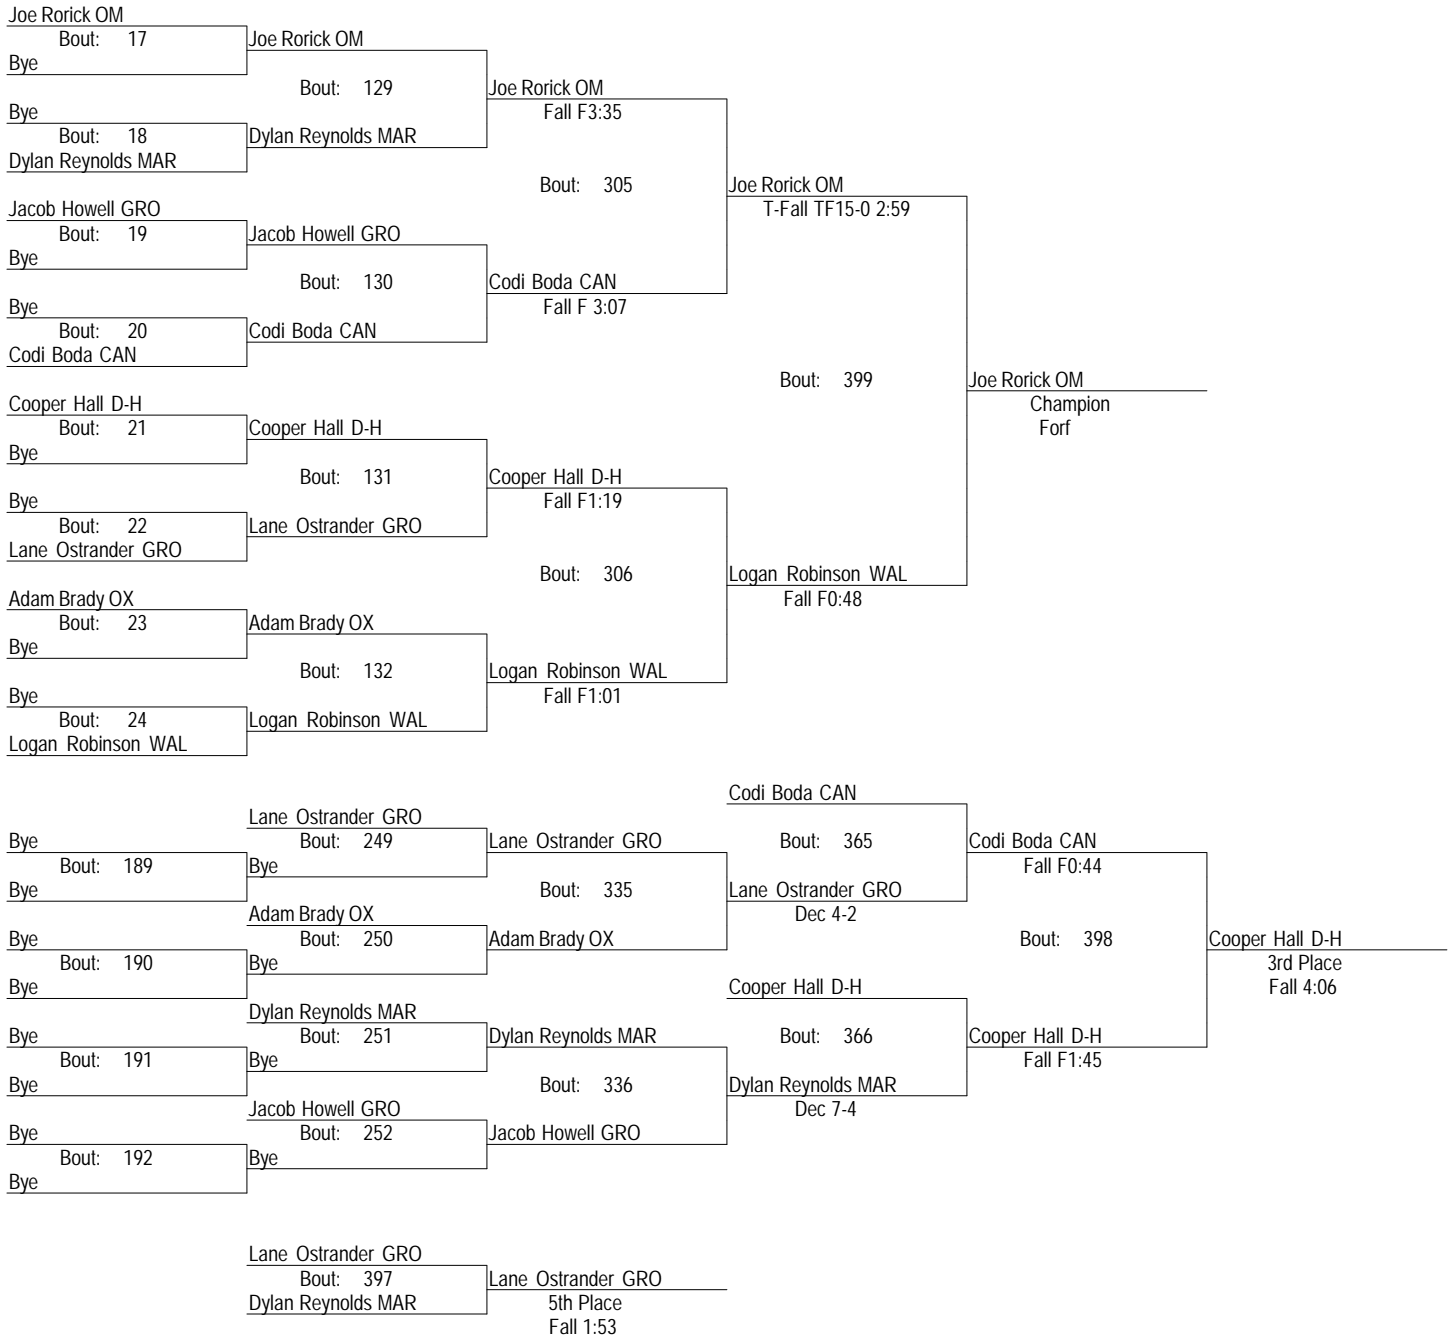 Joe Rorick OM
Bout: 17 Joe Rorick OM
Bye
Bout: 129 Joe Rorick OM
Bye
Fall F3:35
Bout: 18 Dylan Reynolds MAR
Dylan Reynolds MAR
Bout: 305 Joe Rorick OM
Jacob Howell GRO
T-Fall TF15-0 2:59
Bout: 19 Jacob Howell GRO
Bye
Bout: 130 Codi Boda CAN
Bye
Fall F 3:07
Bout: 20 Codi Boda CAN
Codi Boda CAN
Bout: 399 Joe Rorick OM
Cooper Hall D-H
Champion
Bout: 21 Cooper Hall D-H
Forf
Bye
Bout: 131 Cooper Hall D-H
Bye
Fall F1:19
Bout: 22 Lane Ostrander GRO
Lane Ostrander GRO
Bout: 306 Logan Robinson WAL
Adam Brady OX
Fall F0:48
Bout: 23 Adam Brady OX
Bye
Bout: 132 Logan Robinson WAL
Bye
Fall F1:01
Bout: 24 Logan Robinson WAL
Logan Robinson WAL
Codi Boda CAN
Lane Ostrander GRO
Bye Bout: 249 Lane Ostrander GRO Bout: 365 Codi Boda CAN
Bout: 189 Bye Fall F0:44
Bye Bout: 335 Lane Ostrander GRO
Adam Brady OX Dec 4-2
Bye Bout: 250 Adam Brady OX Bout: 398 Cooper Hall D-H
Bout: 190 Bye 3rd Place
Bye Cooper Hall D-H Fall 4:06
Dylan Reynolds MAR
Bye Bout: 251 Dylan Reynolds MAR Bout: 366 Cooper Hall D-H
Bout: 191 Bye Fall F1:45
Bye Bout: 336 Dylan Reynolds MAR
Jacob Howell GRO Dec 7-4
Bye Bout: 252 Jacob Howell GRO
Bout: 192 Bye
Bye
Lane Ostrander GRO
Bout: 397 Lane Ostrander GRO
Dylan Reynolds MAR 5th Place
Fall 1:53